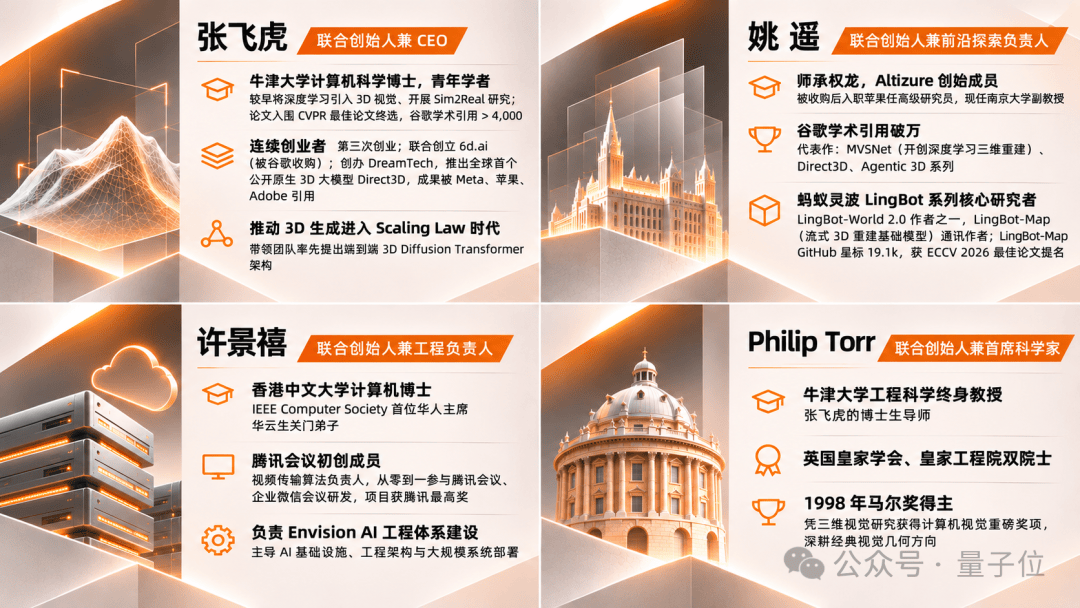 张飞虎
联合创始人兼 CEO
牛津大学计算机科学博士，青年学者
较早将深度学习引入 3D 视觉、开展 Sim2Real 研究；
论文入围 CVPR 最佳论文终选，谷歌学术引用 > 4,000
连续创业者 第三次创业；联合创立 6d.ai
（被谷歌收购）；创办 DreamTech，推出全球首个
公开原生 3D 大模型 Direct3D，成果被 Meta、苹果、
Adobe 引用
推动 3D 生成进入 Scaling Law 时代
带领团队率先提出端到端 3D Diffusion Transformer
架构
姚 遥
联合创始人兼前沿探索负责人
师承权龙，Altizure 创始成员
被收购后入职苹果任高级研究员，现任南京大学副教授
谷歌学术引用破万
代表作：MVSNet（开创深度学习三维重建）、
Direct3D、Agentic 3D 系列
蚂蚁灵波 LingBot 系列核心研究者
LingBot-World 2.0 作者之一，LingBot-Map
（流式 3D 重建基础模型）通讯作者；LingBot-Map
GitHub 星标 19.1k，获 ECCV 2026 最佳论文提名
许景禧
联合创始人兼工程负责人
香港中文大学计算机博士
IEEE Computer Society 首位华人主席
华云生关门弟子
腾讯会议初创成员
视频传输算法负责人，从零到一参与腾讯会议、
企业微信会议研发，项目获腾讯最高奖
负责 Envision AI 工程体系建设
主导 AI 基础设施、工程架构与大规模系统部署
Philip Torr
联合创始人兼首席科学家
牛津大学工程科学终身教授
张飞虎的博士生导师
英国皇家学会、皇家工程院双院士
1998 年马尔奖得主
凭三维视觉研究获得计算机视觉重磅奖项，
深耕经典视觉几何方向
公众号·量子位